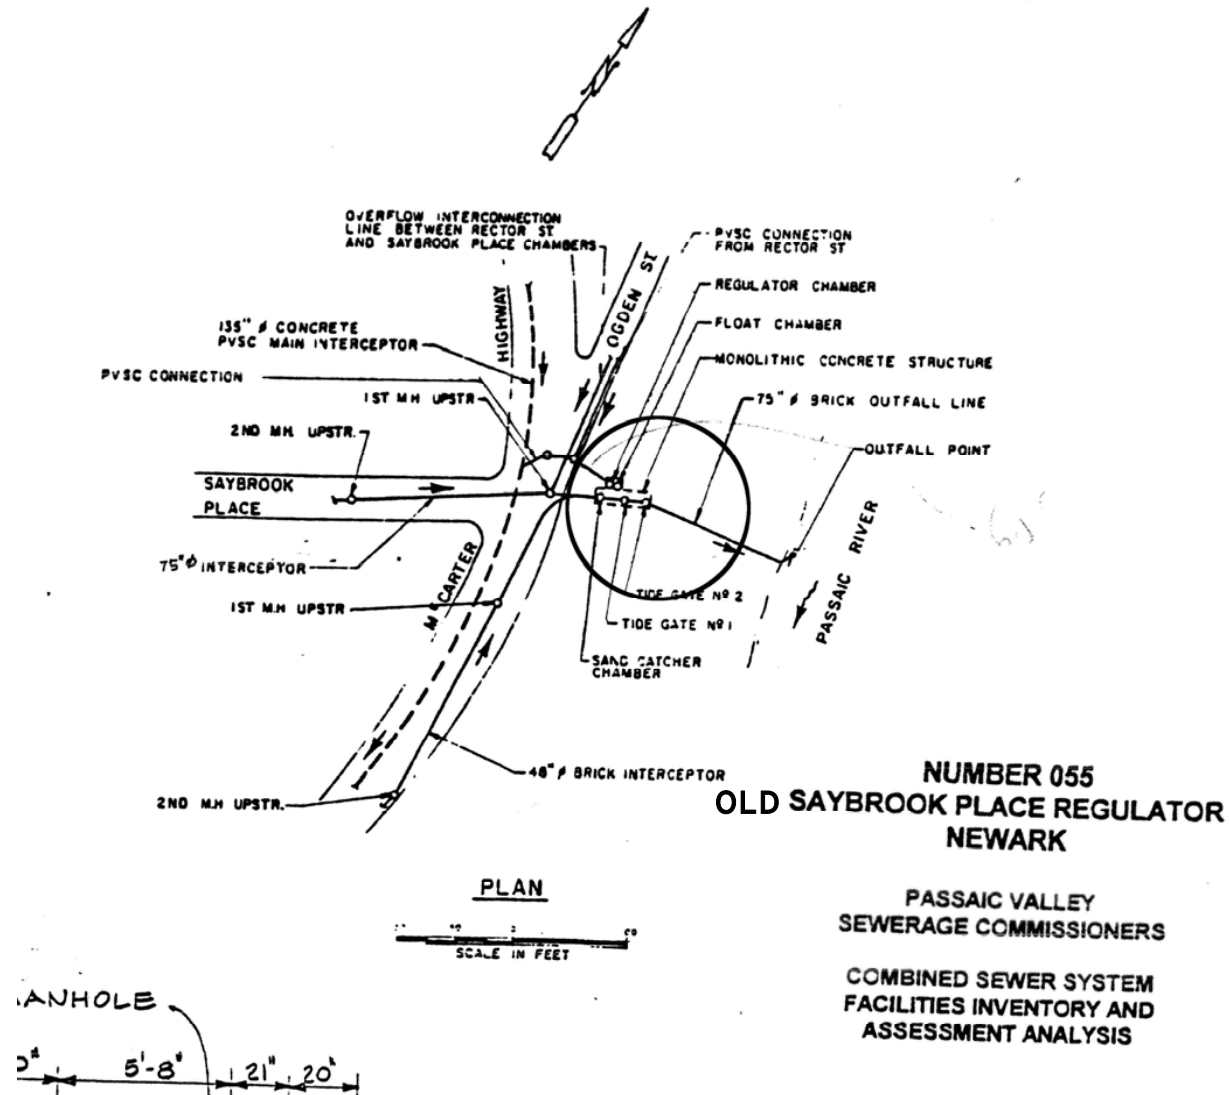 N
OVERFLOW INTERCONNECTION
LINE BETWEEN RECTOR ST
AND SAYBROOK PLACE CHAMBERS
PVSC CONNECTION
FROM RECTOR ST
REGULATOR CHAMBER
FLOAT CHAMBER
MONOLITHIC CONCRETE STRUCTURE
75" ø BRICK OUTFALL LINE
OUTFALL POINT
HIGHWAY
OGDEN ST
135" ø CONCRETE
PVSC MAIN INTERCEPTOR
PVSC CONNECTION
1ST M.H UPSTR.
2ND MH. UPSTR.
SAYBROOK
PLACE
75" ø INTERCEPTOR
1ST M.H UPSTR
McCARTER
PASSAIC RIVER
TIDE GATE Nº 2
TIDE GATE Nº 1
SAND CATCHER
CHAMBER
48" ø BRICK INTERCEPTOR
2ND M.H UPSTR.
NUMBER 055
OLD SAYBROOK PLACE REGULATOR
NEWARK
PLAN
SCALE IN FEET
PASSAIC VALLEY
SEWERAGE COMMISSIONERS
COMBINED SEWER SYSTEM
FACILITIES INVENTORY AND
ASSESSMENT ANALYSIS
ANHOLE
0" 5'-8" 21" 20"